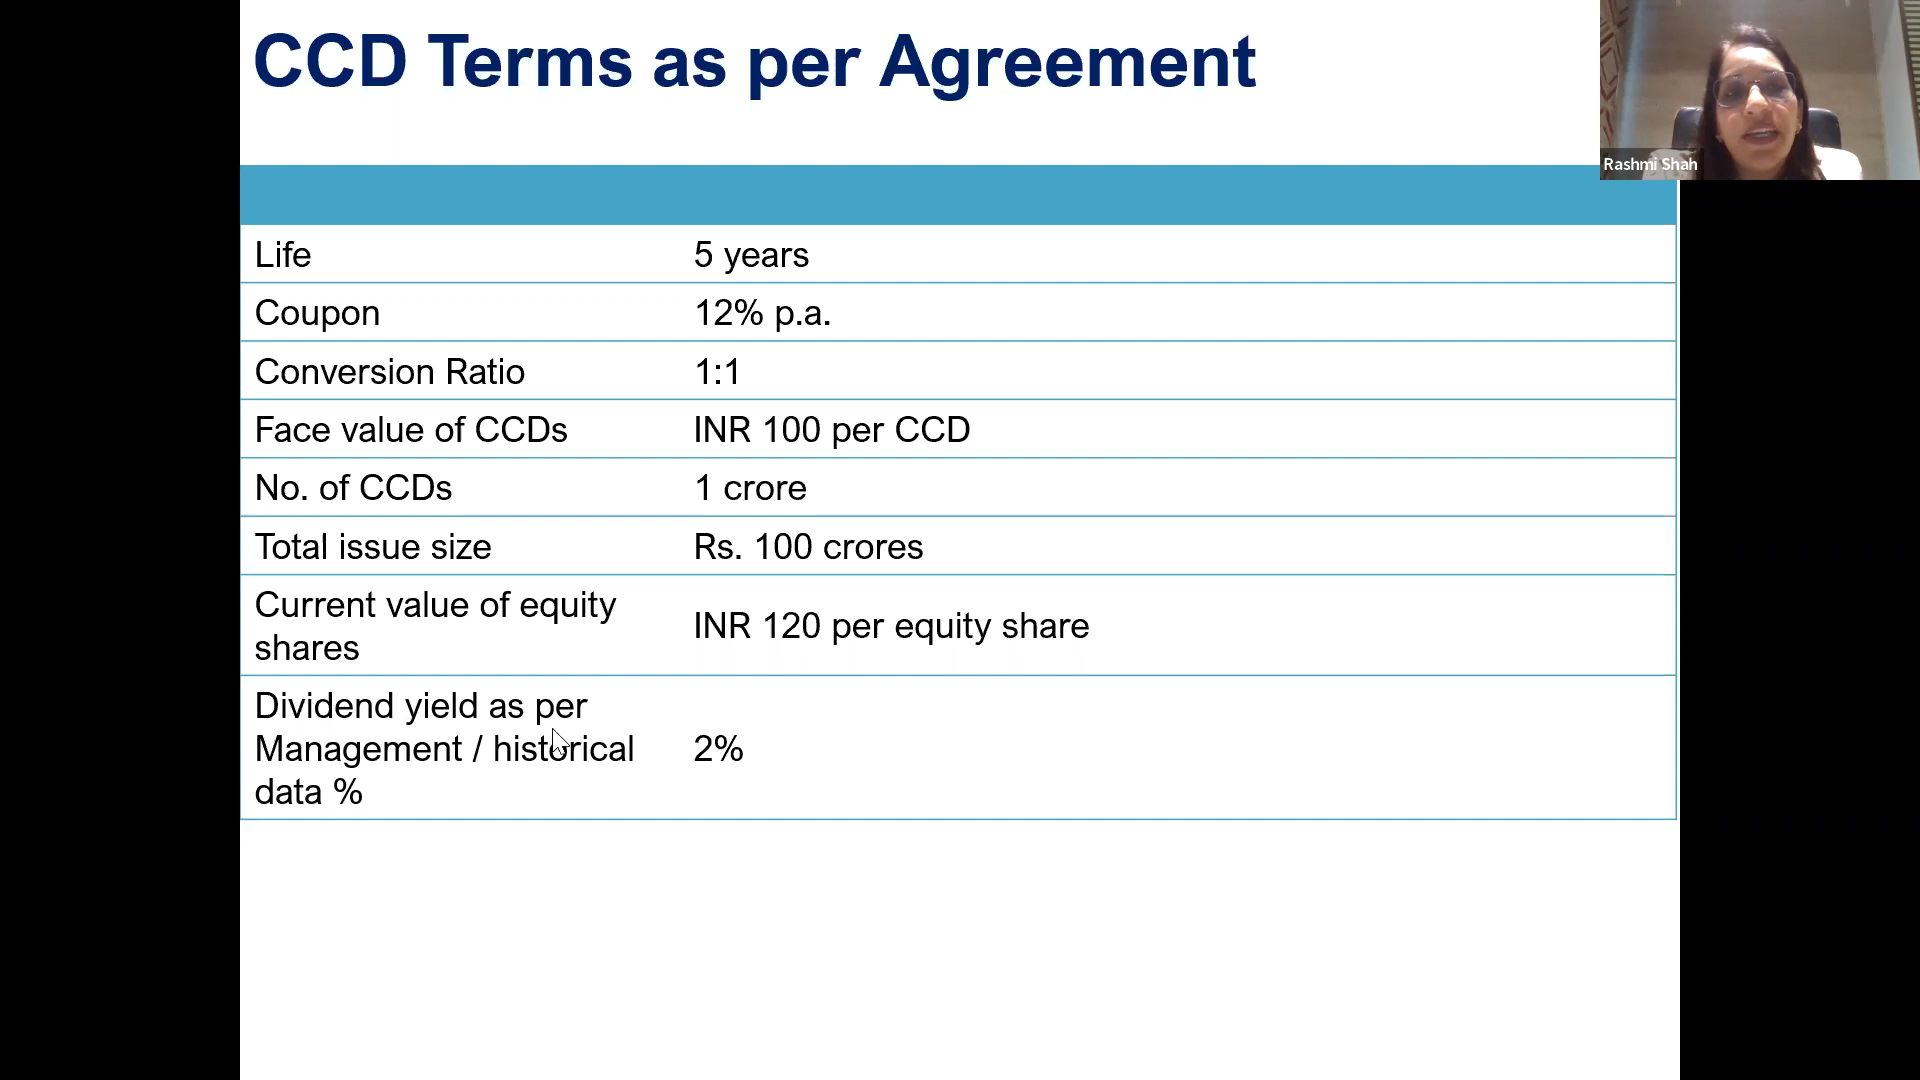 CCD Terms as per Agreement
Rashmi Shah
Life 5 years
Coupon 12% p.a.
Conversion Ratio 1:1
Face value of CCDs INR 100 per CCD
No. of CCDs 1 crore
Total issue size Rs. 100 crores
Current value of equity
shares
INR 120 per equity share
Dividend yield as per
Management / historical
data %
2%